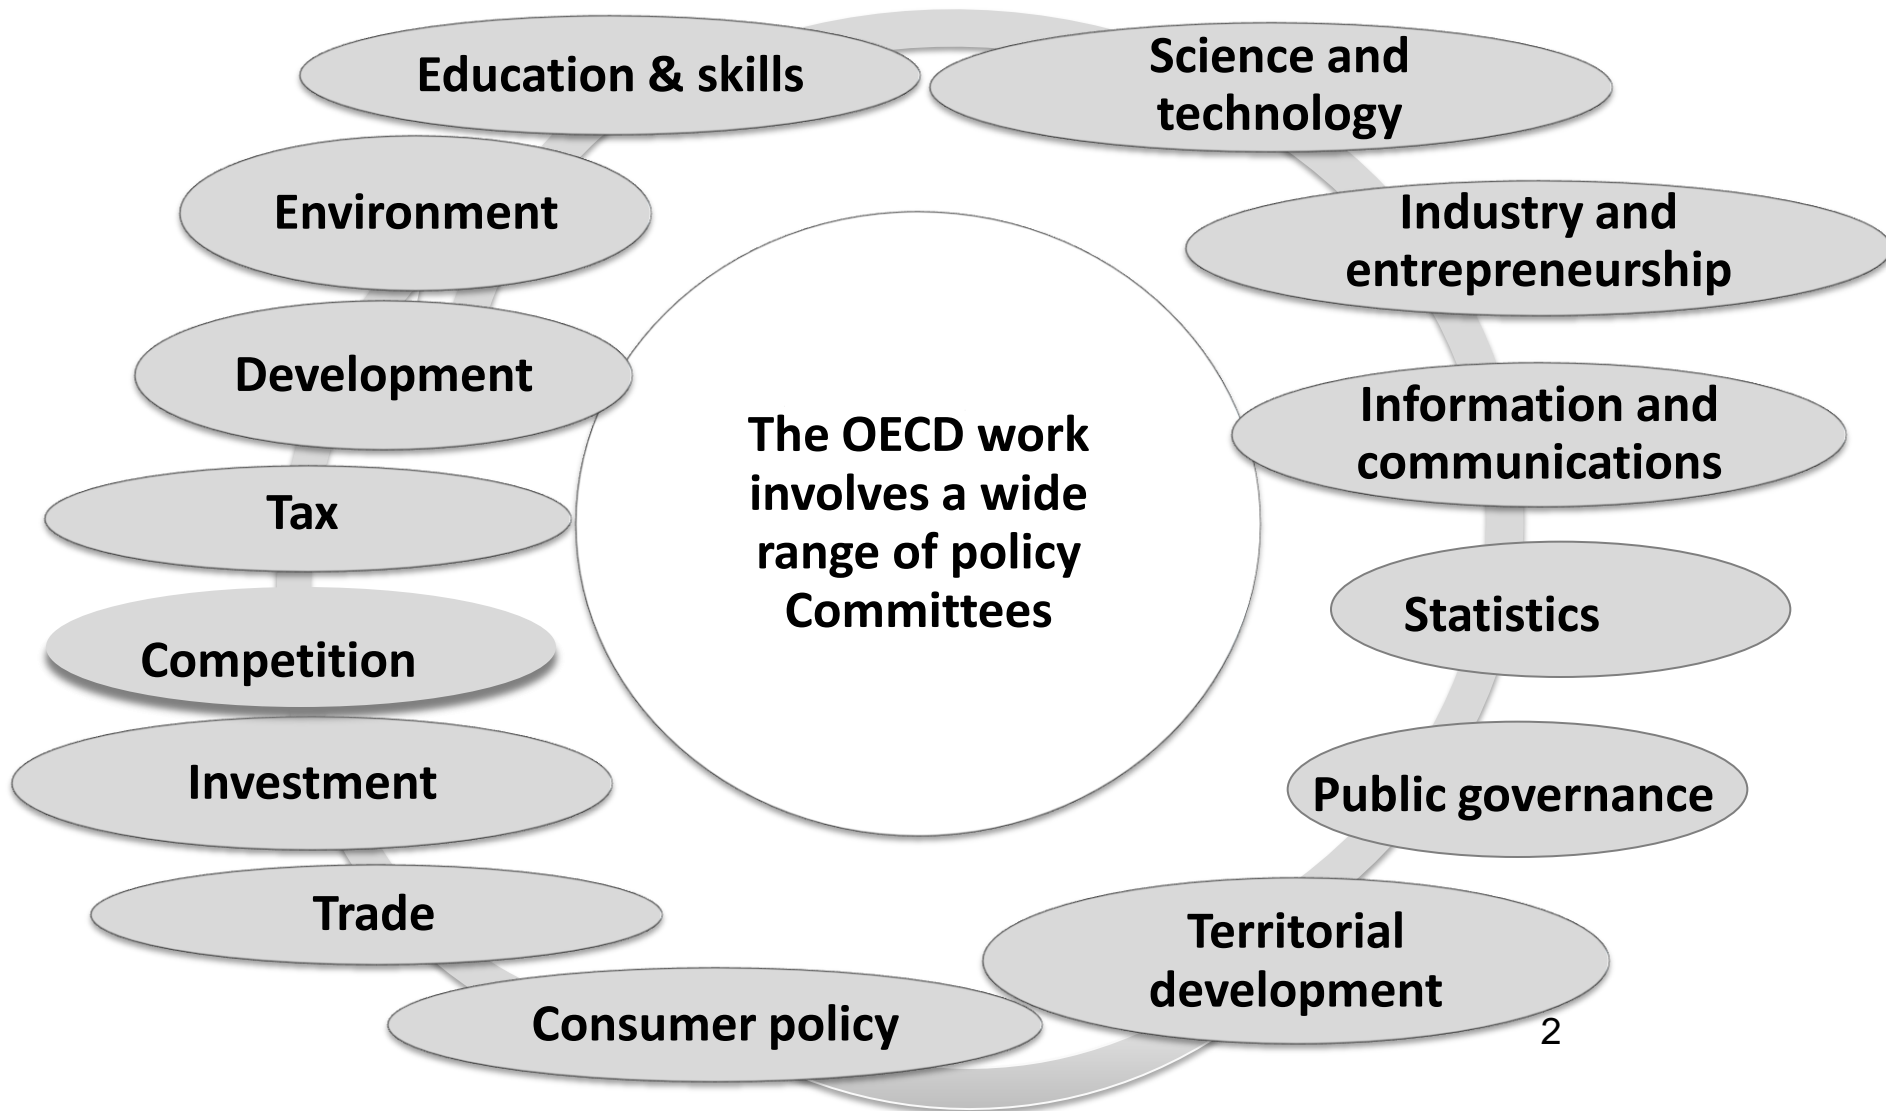 Education & skills
Science and
technology
Environment
Industry and
entrepreneurship
Development
Information and
communications
The OECD work
involves a wide
range of policy
Committees
Tax
Statistics
Competition
Investment
Public governance
Trade
Territorial
development
Consumer policy
2